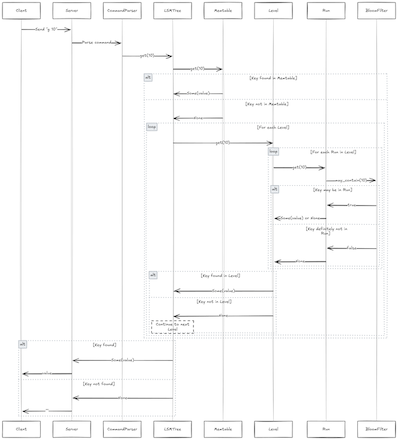 Client Server CommandParser LSMTree Memtable Level Run BloomFilter
Send "g 10"
Parse command
get(10)
get(10)
alt [Key found in Memtable]
Some(value)
[Key not in Memtable]
None
loop [For each Level]
get(10)
loop [For each Run in Level]
get(10)
may_contain(10)
alt [Key may be in Run]
true
Some(value) or None
[Key definitely not in
Run]
false
None
alt [Key found in Level]
Some(value)
[Key not in Level]
None
Continue to next
Level
alt [Key found]
Some(value)
value
[Key not found]
None
Client Server CommandParser LSMTree Memtable Level Run BloomFilter